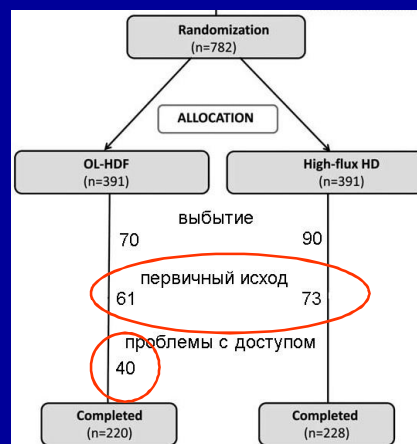 Randomization
(n=782)
ALLOCATION
OL-HDF
(n=391)
High-flux HD
(n=391)
выбытие
70
90
первичный исход
61
73
проблемы с доступом
40
Completed
(n=220)
Completed
(n=228)